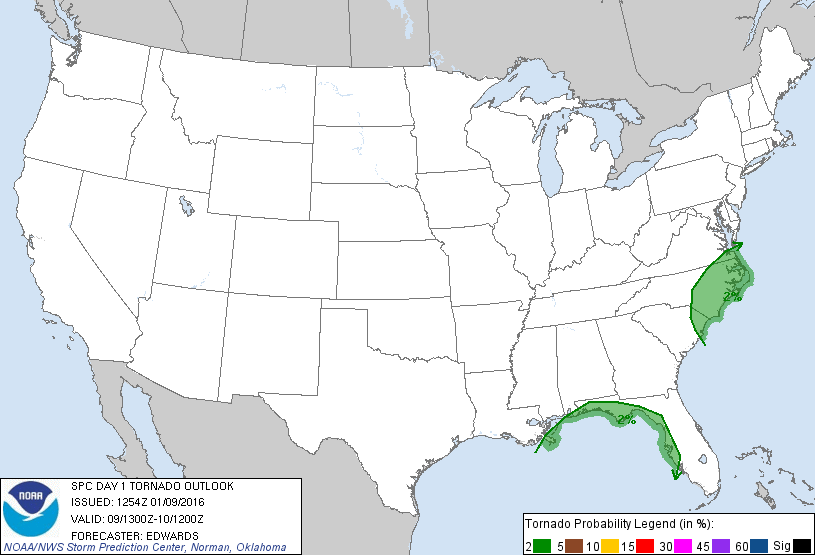 2%
2%
NOAA
SPC DAY 1 TORNADO OUTLOOK
ISSUED: 1254Z 01/09/2016
VALID: 09/1300Z-10/1200Z
FORECASTER: EDWARDS
NOAA/NWS Storm Prediction Center, Norman, Oklahoma
Tornado Probability Legend (in %):
2 5 10 15 30 45 60 Sig